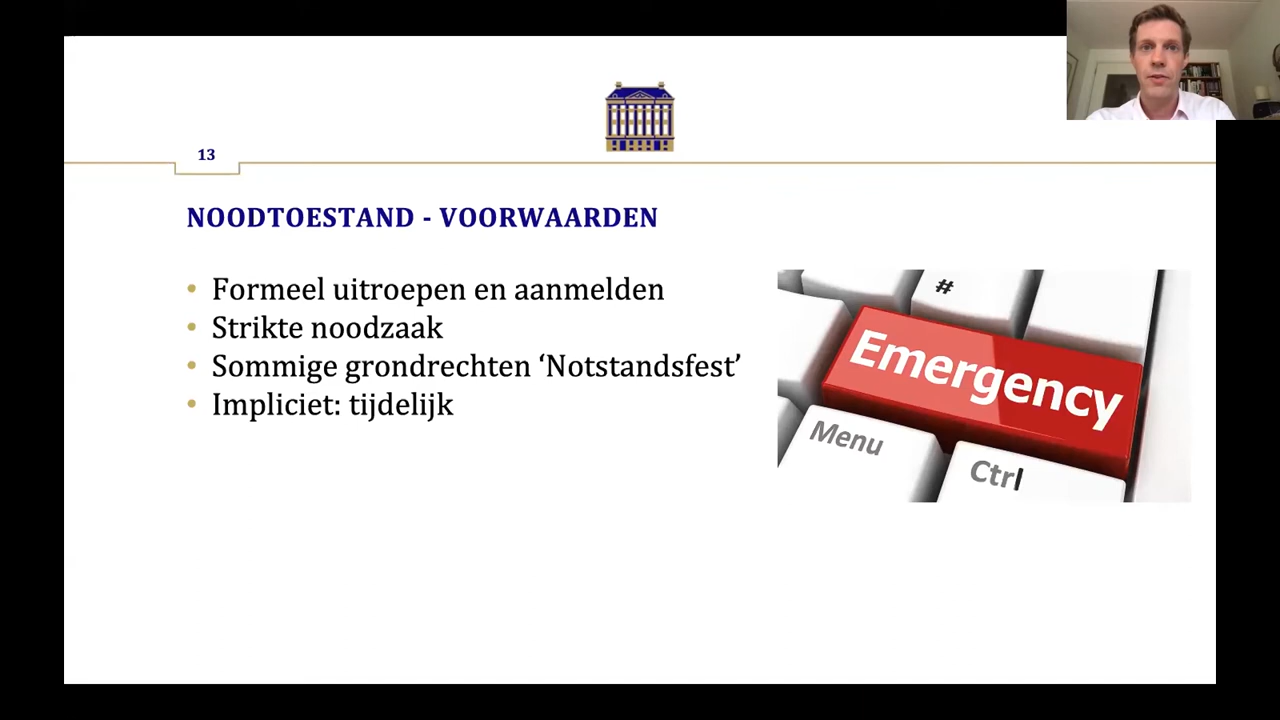 13
NOODTOESTAND - VOORWAARDEN
• Formeel uitroepen en aanmelden
• Strikte noodzaak
• Sommige grondrechten ‘Notstandsfest’
• Impliciet: tijdelijk
#
Emergency
Menu
Ctrl